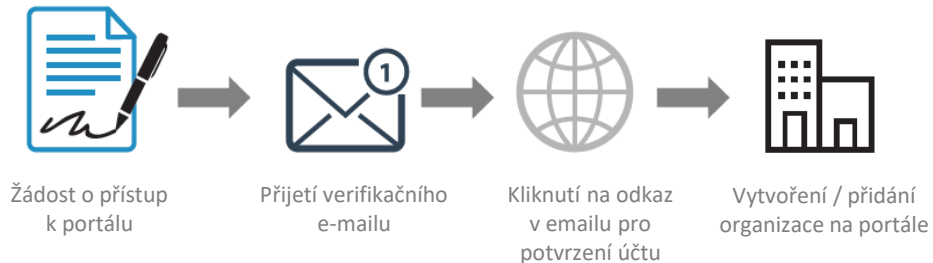 1
Žádost o přístup
k portálu
Přijetí verifikačního
e-mailu
Kliknutí na odkaz
v emailu pro
potvrzení účtu
Vytvoření / přidání
organizace na portále